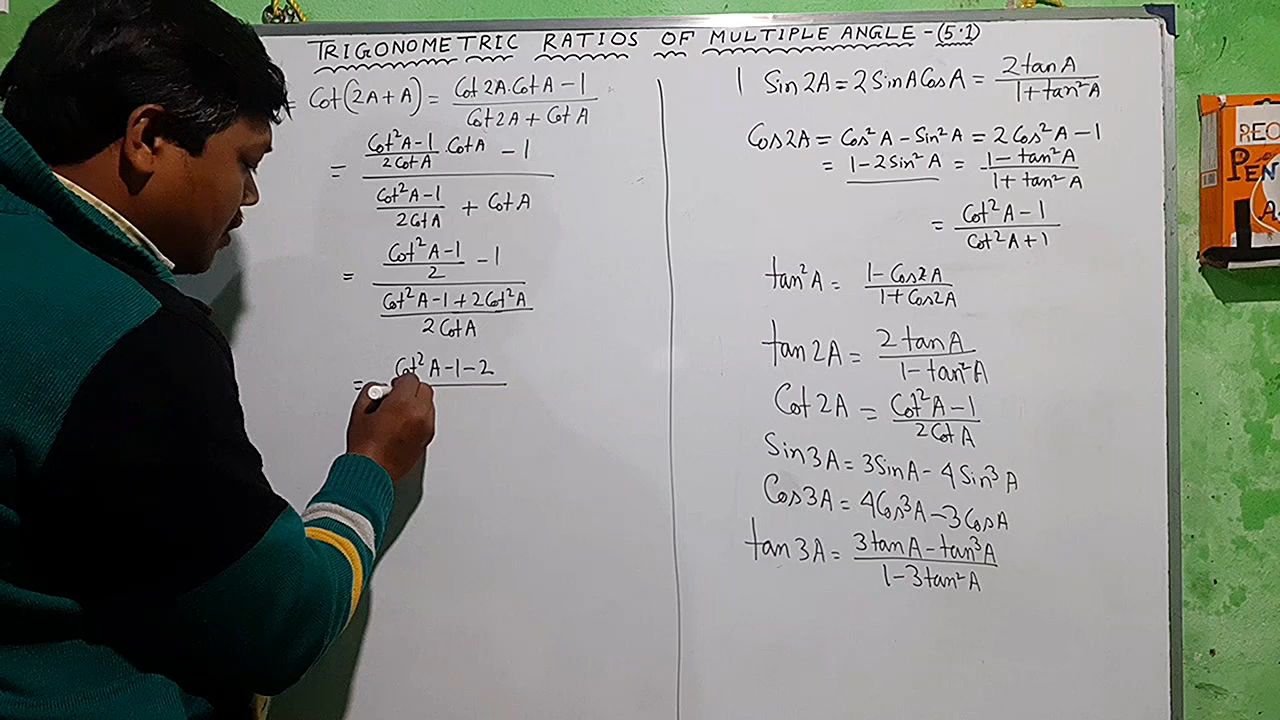 TRIGONOMETRIC RATIOS OF MULTIPLE ANGLE - (5.1)
= Cot(2A+A) = (Cot2A.CotA - 1)/(Cot2A + CotA)
= ((Cot²A-1)/(2CotA) . CotA - 1)/((Cot²A-1)/(2CotA) + CotA)
= ((Cot²A-1)/2 - 1)/((Cot²A-1+2Cot²A)/(2CotA))
= Cot²A-1-2
1 Sin2A = 2SinACosA = 2tanA/(1+tan²A)
Cos2A = Cos²A - Sin²A = 2Cos²A - 1
= 1-2Sin²A = (1-tan²A)/(1+tan²A)
= (Cot²A-1)/(Cot²A+1)
tan²A = (1-Cos2A)/(1+Cos2A)
tan2A = 2tanA/(1-tan²A)
Cot2A = (Cot²A-1)/(2CotA)
Sin3A = 3SinA - 4Sin³A
Cos3A = 4Cos³A - 3CosA
tan3A = (3tanA - tan³A)/(1-3tan²A)
PEN